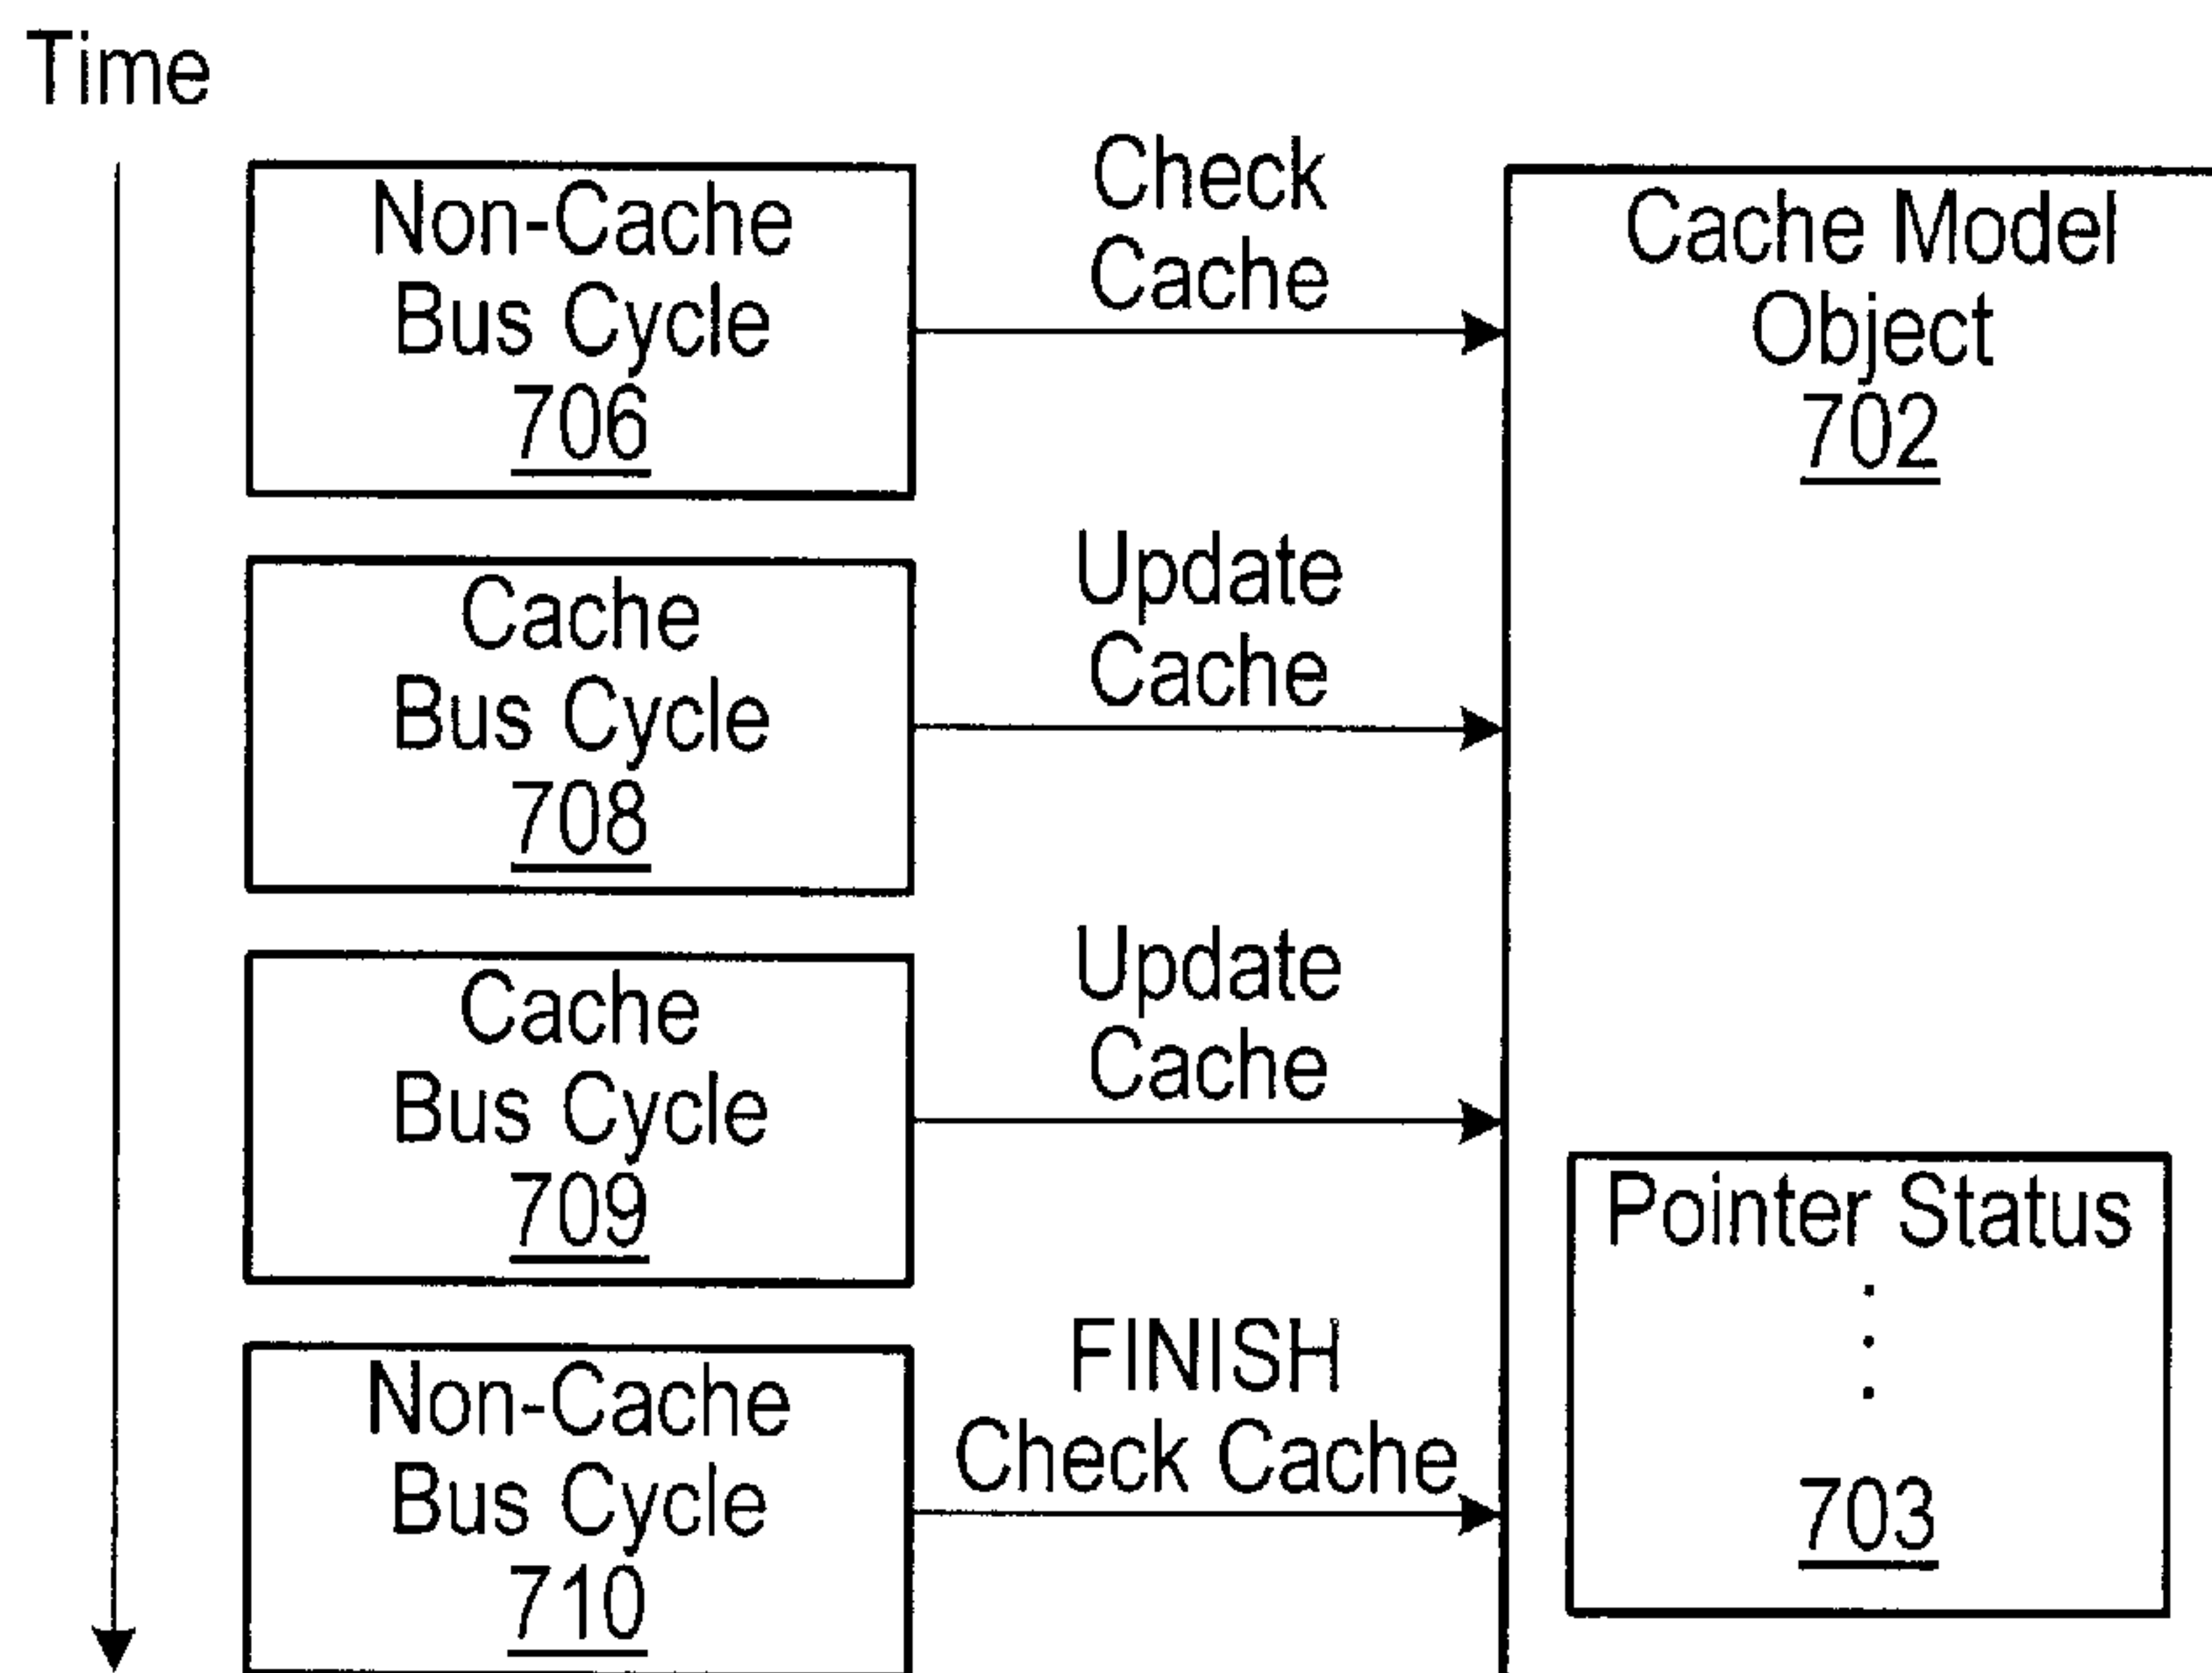 Time
Non-Cache
Bus Cycle
706
Check
Cache
Cache Model
Object
702
Cache
Bus Cycle
708
Update
Cache
Cache
Bus Cycle
709
Update
Cache
Pointer Status
703
Non-Cache
Bus Cycle
710
FINISH
Check Cache